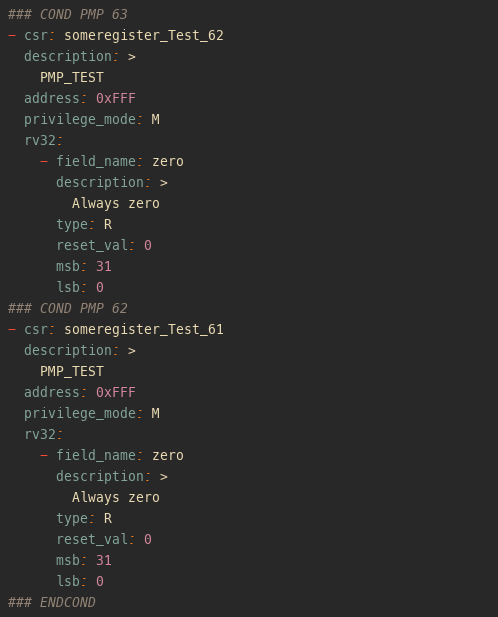 ### COND PMP 63
- csr: someregister_Test_62
  description: >
    PMP_TEST
  address: 0xFFF
  privilege_mode: M
  rv32:
    - field_name: zero
      description: >
        Always zero
      type: R
      reset_val: 0
      msb: 31
      lsb: 0
### COND PMP 62
- csr: someregister_Test_61
  description: >
    PMP_TEST
  address: 0xFFF
  privilege_mode: M
  rv32:
    - field_name: zero
      description: >
        Always zero
      type: R
      reset_val: 0
      msb: 31
      lsb: 0
### ENDCOND